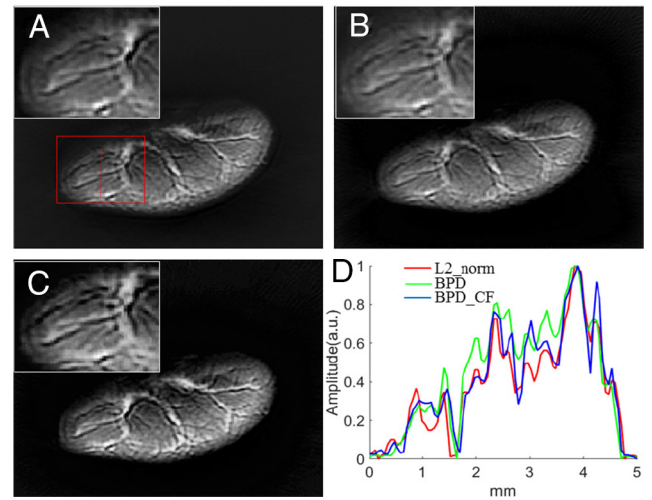 A
B
C
D
L2_norm
BPD
BPD_CF
Amplitude(a.u.)
1
0.8
0.6
0.4
0.2
0
0 1 2 3 4 5
mm